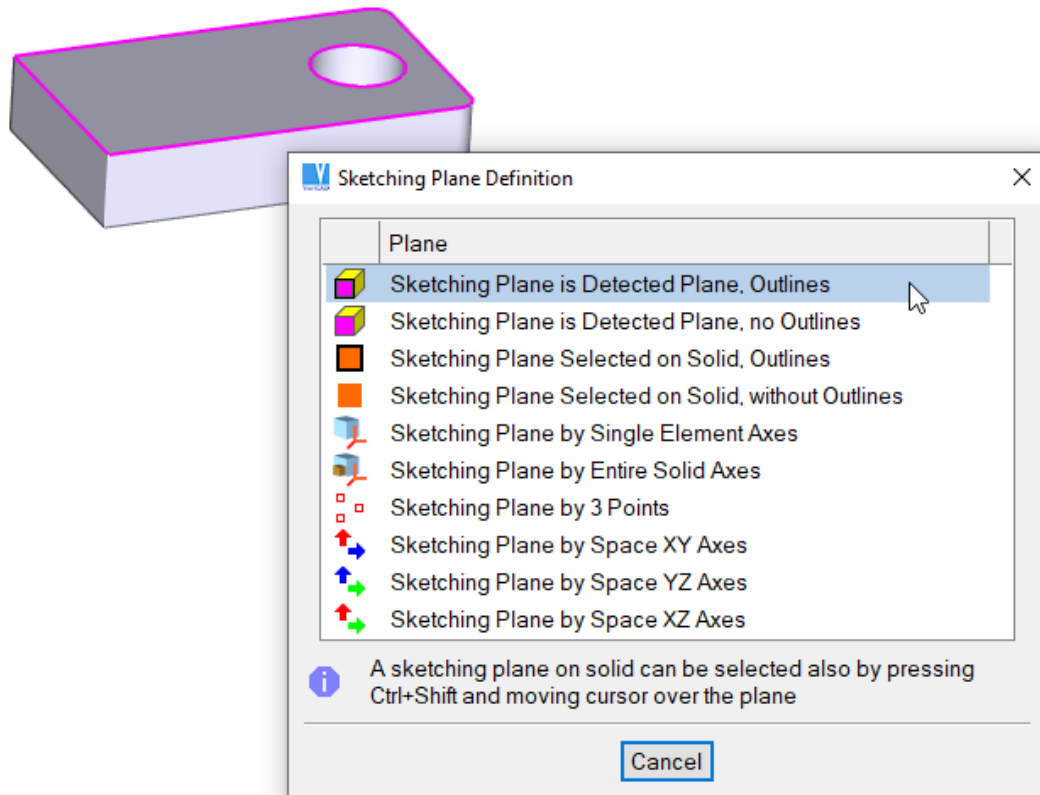 Sketching Plane Definition
Plane
Sketching Plane is Detected Plane, Outlines
Sketching Plane is Detected Plane, no Outlines
Sketching Plane Selected on Solid, Outlines
Sketching Plane Selected on Solid, without Outlines
Sketching Plane by Single Element Axes
Sketching Plane by Entire Solid Axes
Sketching Plane by 3 Points
Sketching Plane by Space XY Axes
Sketching Plane by Space YZ Axes
Sketching Plane by Space XZ Axes
A sketching plane on solid can be selected also by pressing
Ctrl+Shift and moving cursor over the plane
Cancel